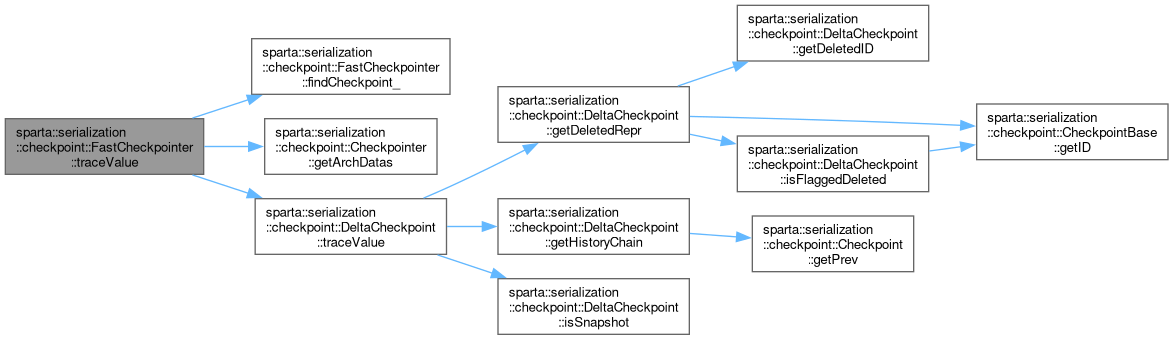 sparta::serialization
::checkpoint::FastCheckpointer
::traceValue
sparta::serialization
::checkpoint::FastCheckpointer
::findCheckpoint_
sparta::serialization
::checkpoint::Checkpointer
::getArchDatas
sparta::serialization
::checkpoint::DeltaCheckpoint
::traceValue
sparta::serialization
::checkpoint::DeltaCheckpoint
::getDeletedRepr
sparta::serialization
::checkpoint::DeltaCheckpoint
::getHistoryChain
sparta::serialization
::checkpoint::DeltaCheckpoint
::isSnapshot
sparta::serialization
::checkpoint::DeltaCheckpoint
::getDeletedID
sparta::serialization
::checkpoint::DeltaCheckpoint
::isFlaggedDeleted
sparta::serialization
::checkpoint::Checkpoint
::getPrev
sparta::serialization
::checkpoint::CheckpointBase
::getID